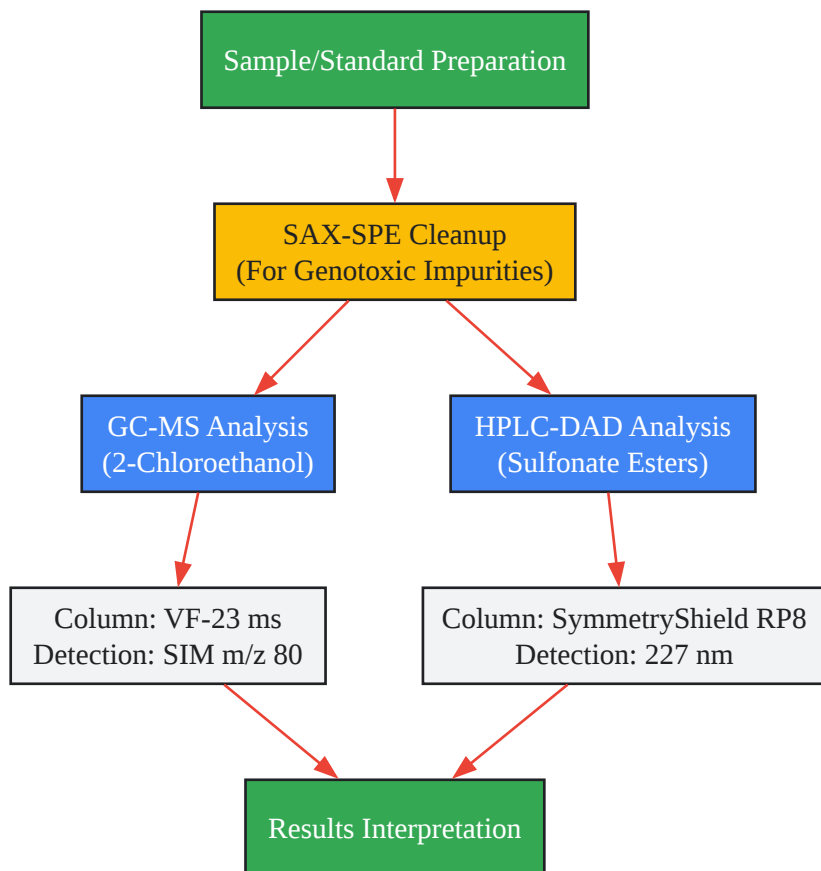 Sample/Standard Preparation
SAX-SPE Cleanup
(For Genotoxic Impurities)
GC-MS Analysis
(2-Chloroethanol)
HPLC-DAD Analysis
(Sulfonate Esters)
Column: VF-23 ms
Detection: SIM m/z 80
Column: SymmetryShield RP8
Detection: 227 nm
Results Interpretation